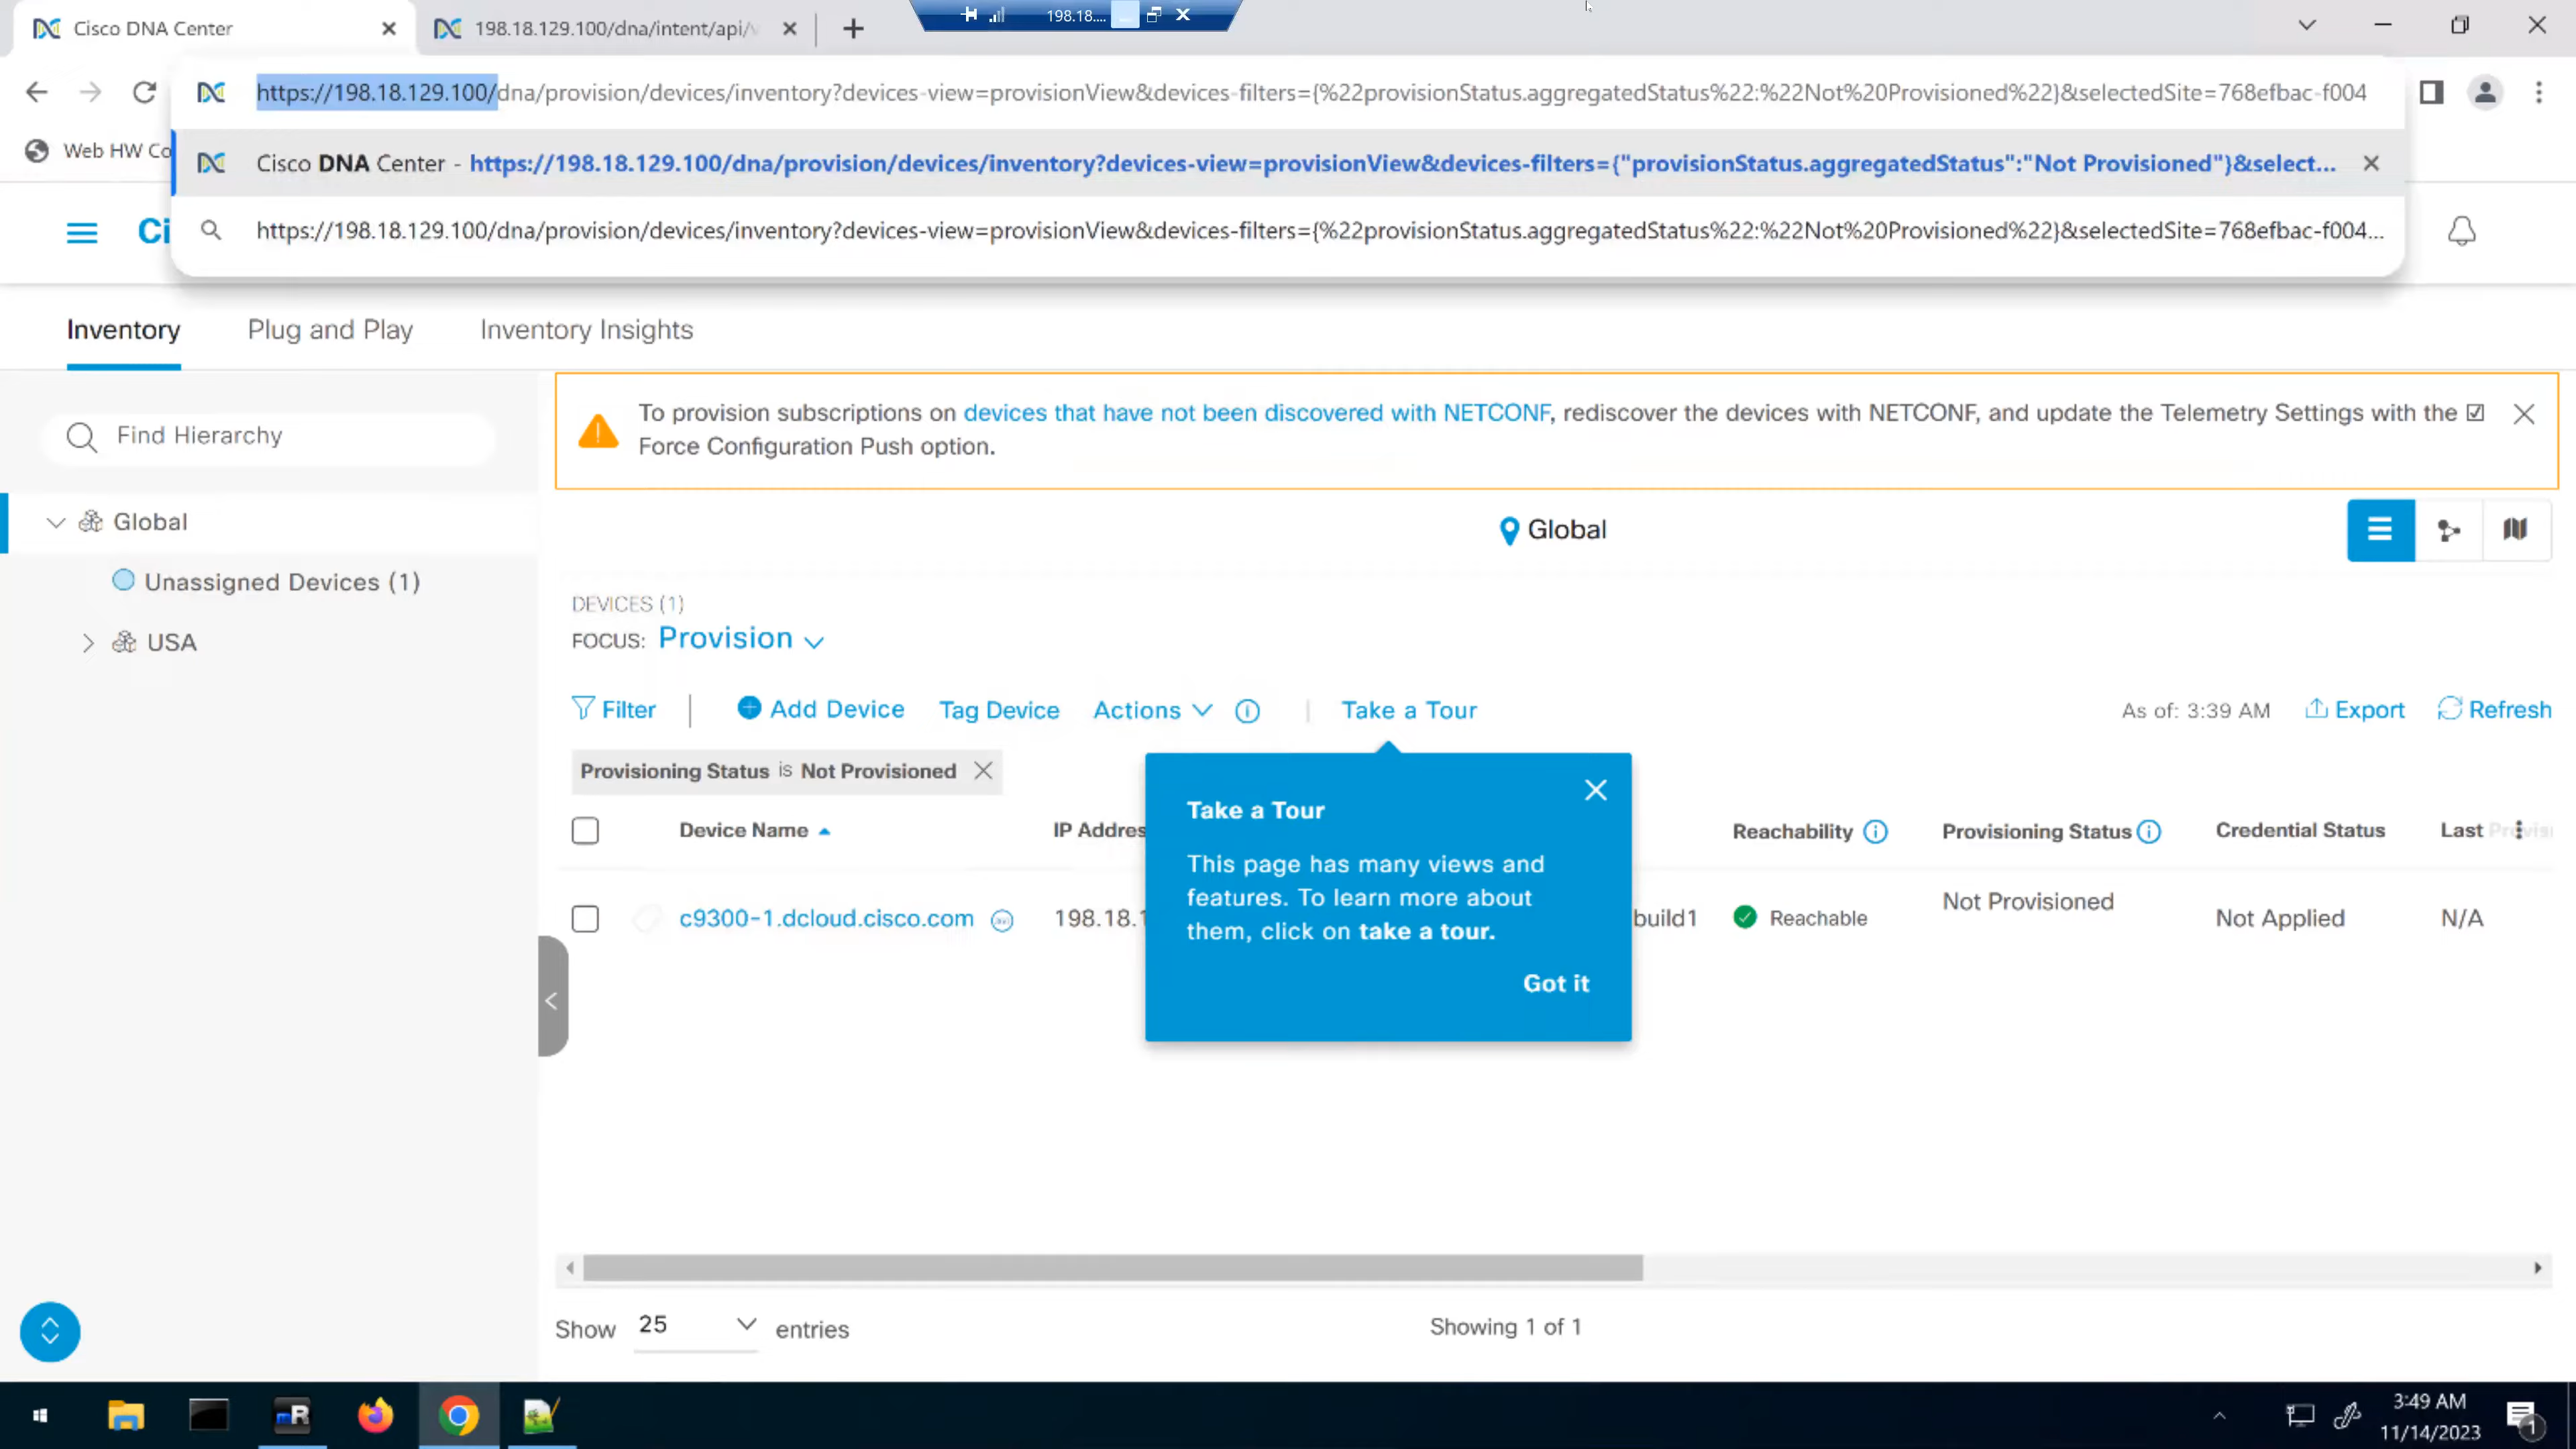 Cisco DNA Center
198.18.129.100/dna/intent/api/v
198.18....
https://198.18.129.100/dna/provision/devices/inventory?devices-view=provisionView&devices-filters={%22provisionStatus.aggregatedStatus%22:%22Not%20Provisioned%22}&selectedSite=768efbac-f004
Web HW Co
Cisco DNA Center - https://198.18.129.100/dna/provision/devices/inventory?devices-view=provisionView&devices-filters={"provisionStatus.aggregatedStatus":"Not Provisioned"}&select...
Ci
https://198.18.129.100/dna/provision/devices/inventory?devices-view=provisionView&devices-filters={%22provisionStatus.aggregatedStatus%22:%22Not%20Provisioned%22}&selectedSite=768efbac-f004...
Inventory
Plug and Play
Inventory Insights
To provision subscriptions on devices that have not been discovered with NETCONF, rediscover the devices with NETCONF, and update the Telemetry Settings with the ☑
Force Configuration Push option.
Find Hierarchy
Global
Unassigned Devices (1)
USA
Global
DEVICES (1)
FOCUS: Provision
Filter
Add Device
Tag Device
Actions
Take a Tour
As of: 3:39 AM
Export
Refresh
Provisioning Status is Not Provisioned
Device Name
IP Addres
Reachability
Provisioning Status
Credential Status
Last Provisi
c9300-1.dcloud.cisco.com
198.18.1
build1
Reachable
Not Provisioned
Not Applied
N/A
Take a Tour
This page has many views and
features. To learn more about
them, click on take a tour.
Got it
Show 25 entries
Showing 1 of 1
mR
3:49 AM
11/14/2023
1